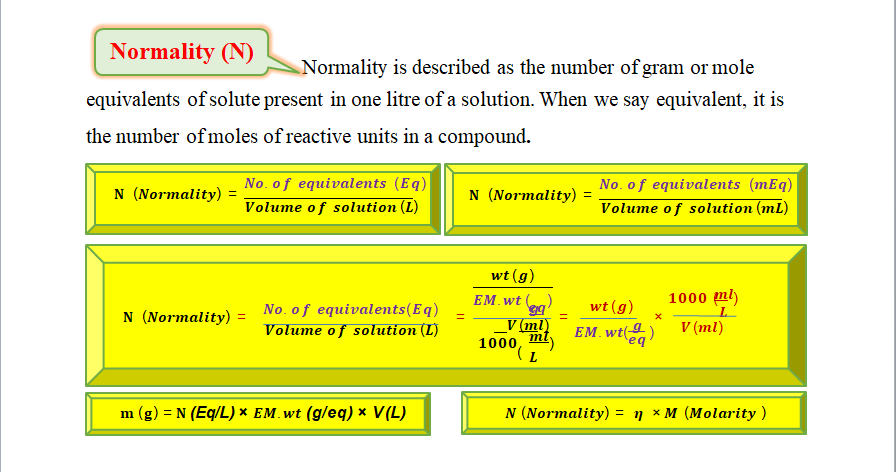 Normality (N)
Normality is described as the number of gram or mole
equivalents of solute present in one litre of a solution. When we say equivalent, it is
the number of moles of reactive units in a compound.
N (Normality) = No. of equivalents (Eq) / Volume of solution (L)
N (Normality) = No. of equivalents (mEq) / Volume of solution (mL)
N (Normality) = No. of equivalents(Eq) / Volume of solution (L) = wt (g) / EM. wt (g/eq) / V (ml) / 1000 (ml/L) = wt (g) / EM. wt(g/eq) × 1000 ml/L) / V (ml)
m (g) = N (Eq/L) × EM. wt (g/eq) × V(L)
N (Normality) = η × M (Molarity )